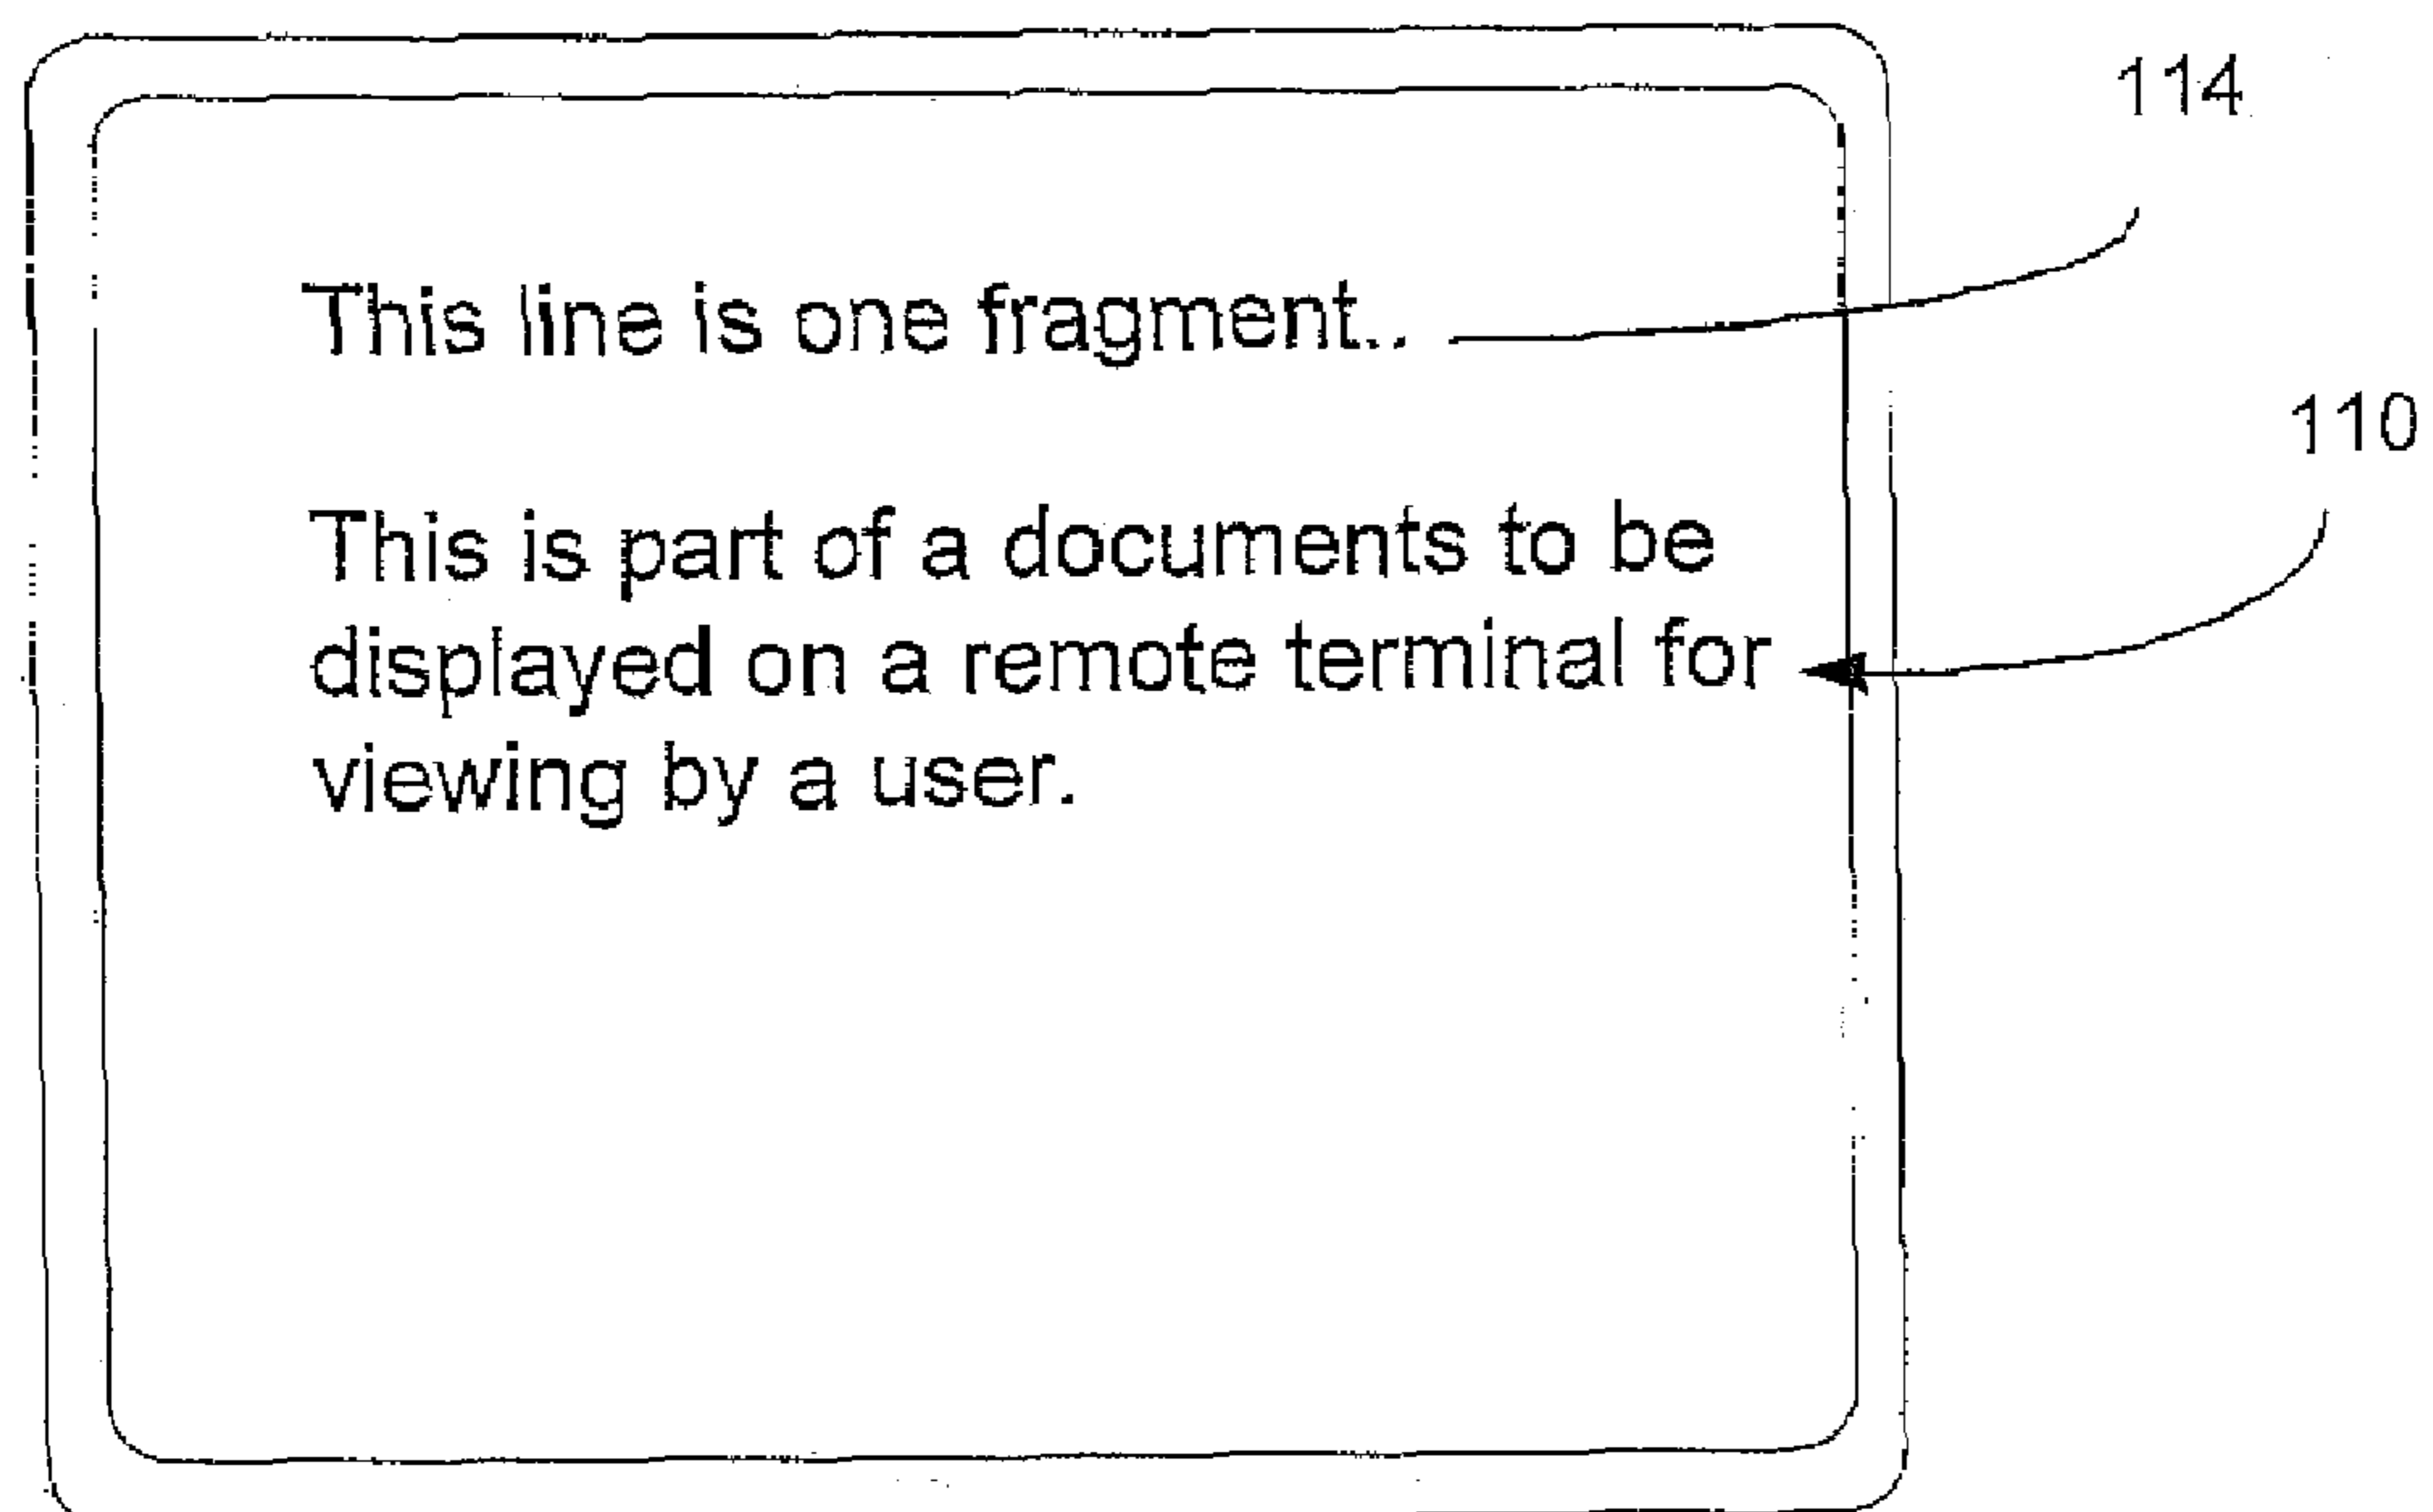 114
This line is one fragment...
110
This is part of a documents to be
displayed on a remote terminal for
viewing by a user.